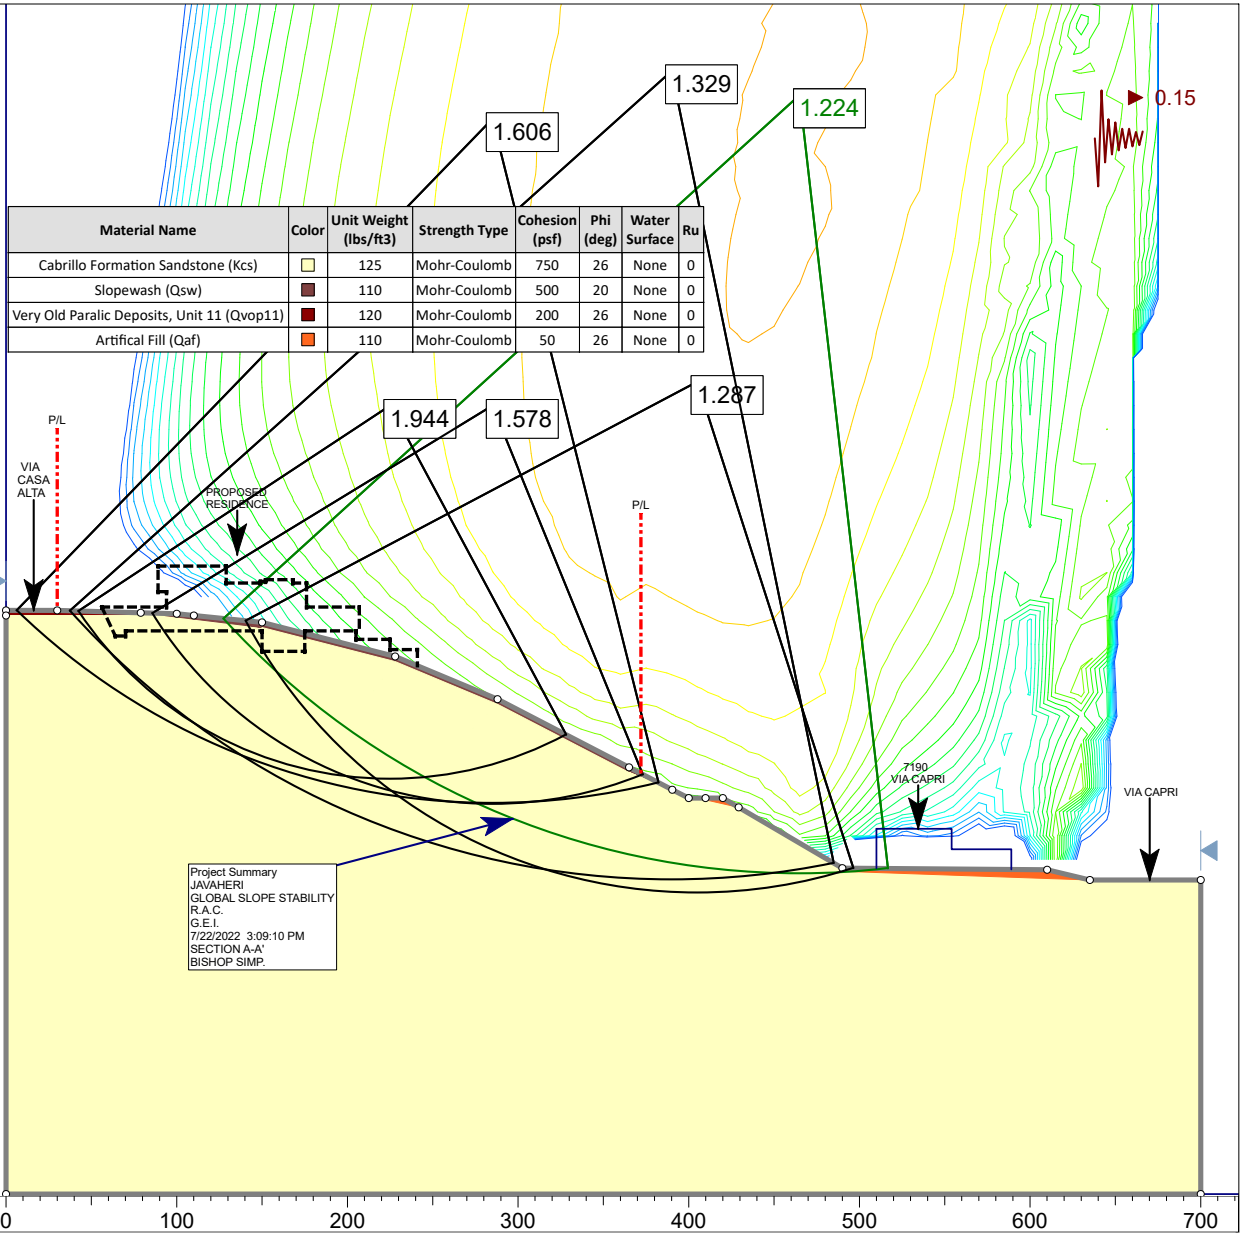 1.329
0.15
1.224
1.606
Material Name Color Unit Weight (lbs/ft3) Strength Type Cohesion (psf) Phi (deg) Water Surface Ru
Cabrillo Formation Sandstone (Kcs) 125 Mohr-Coulomb 750 26 None 0
Slopewash (Qsw) 110 Mohr-Coulomb 500 20 None 0
Very Old Paralic Deposits, Unit 11 (Qvop11) 120 Mohr-Coulomb 200 26 None 0
Artifical Fill (Qaf) 110 Mohr-Coulomb 50 26 None 0
1.287
1.944
1.578
P/L
VIA
CASA
ALTA
PROPOSED
RESIDENCE
P/L
7190
VIA CAPRI
VIA CAPRI
Project Summary
JAVAHERI
GLOBAL SLOPE STABILITY
R.A.C.
G.E.I.
7/22/2022 3:09:10 PM
SECTION A-A'
BISHOP SIMP.
0 100 200 300 400 500 600 700